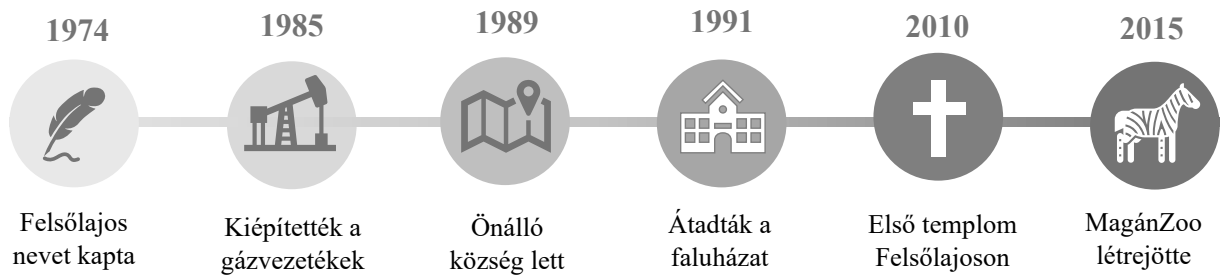 1974
1985
1989
1991
2010
2015
Felsőlajos
nevet kapta
Kiépítették a
gázvezetékek
Önálló
község lett
Átadták a
faluházat
Első templom
Felsőlajoson
MagánZoo
létrejötte